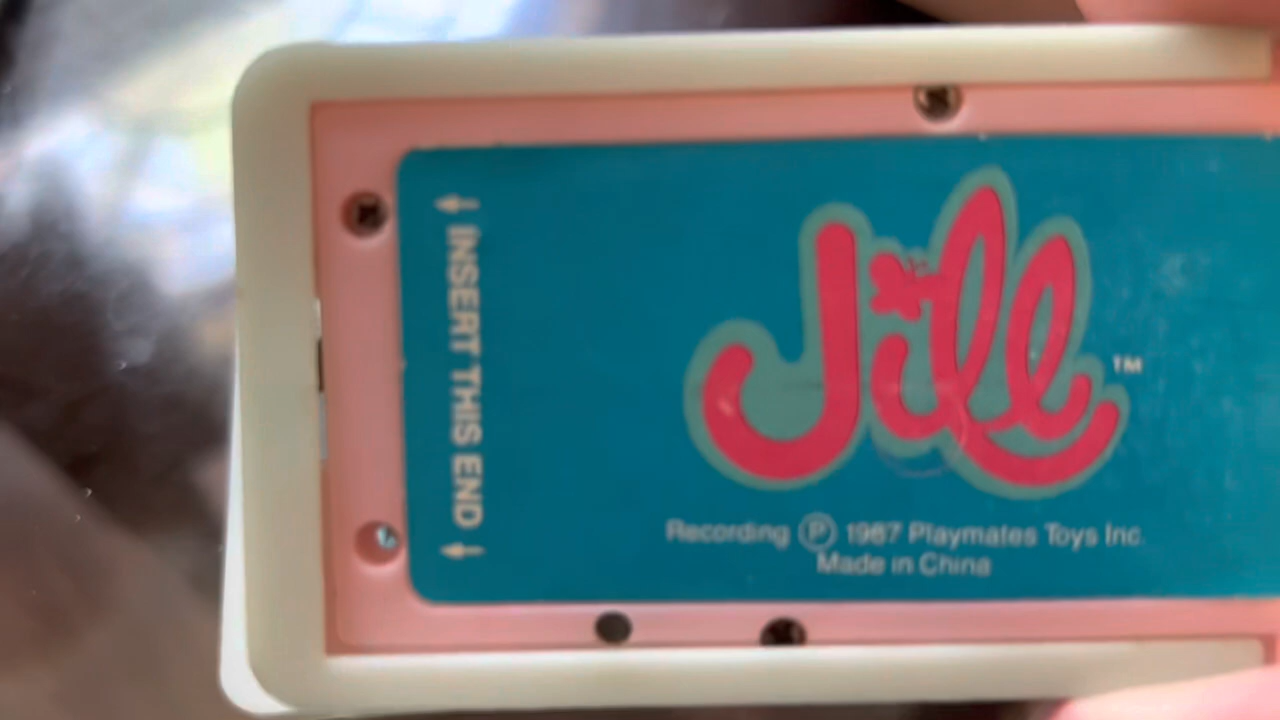 Jill™
Recording Ⓟ 1987 Playmates Toys Inc.
Made in China
← INSERT THIS END ←